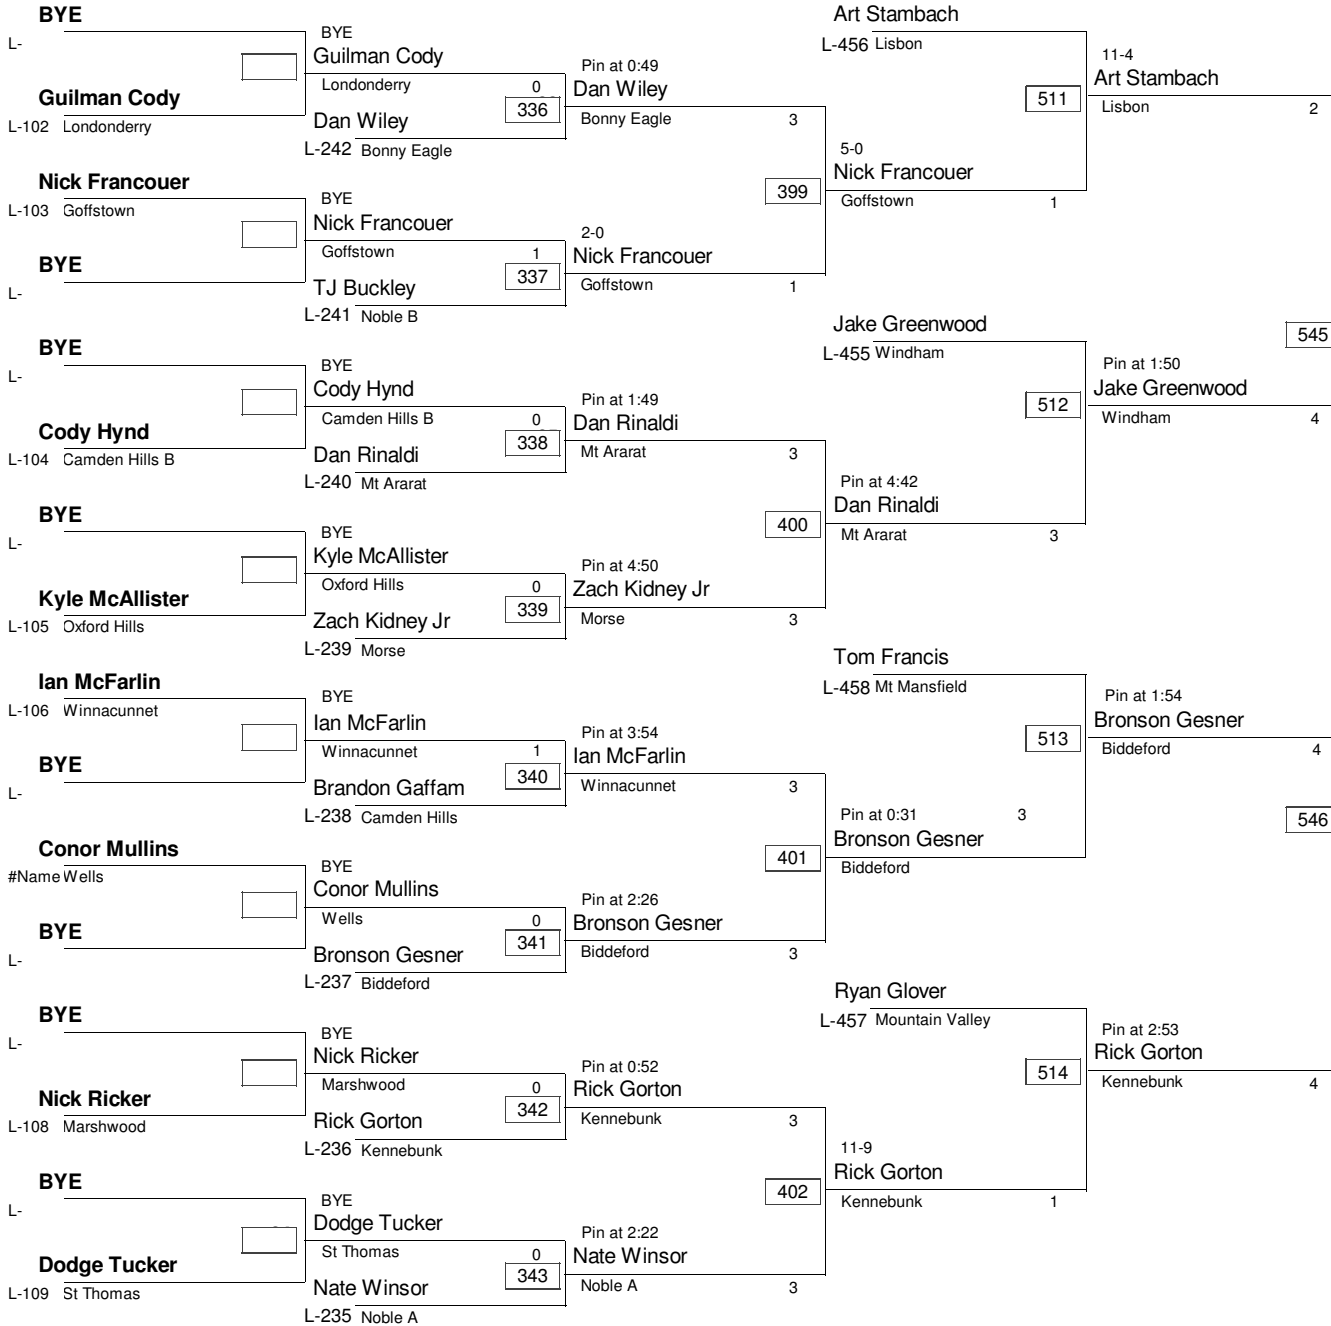 BYE
L-
Guilman Cody
L-102 Londonderry
Nick Francouer
L-103 Goffstown
BYE
L-
BYE
L-
Cody Hynd
L-104 Camden Hills B
BYE
L-
Kyle McAllister
L-105 Oxford Hills
Ian McFarlin
L-106 Winnacunnet
BYE
L-
Conor Mullins
#Name Wells
BYE
L-
BYE
L-
Nick Ricker
L-108 Marshwood
BYE
L-
Dodge Tucker
L-109 St Thomas
BYE
Guilman Cody
Londonderry 0
336
Dan Wiley
L-242 Bonny Eagle
BYE
Nick Francouer
Goffstown 1
337
TJ Buckley
L-241 Noble B
BYE
Cody Hynd
Camden Hills B 0
338
Dan Rinaldi
L-240 Mt Ararat
BYE
Kyle McAllister
Oxford Hills 0
339
Zach Kidney Jr
L-239 Morse
BYE
Ian McFarlin
Winnacunnet 1
340
Brandon Gaffam
L-238 Camden Hills
BYE
Conor Mullins
Wells 0
341
Bronson Gesner
L-237 Biddeford
BYE
Nick Ricker
Marshwood 0
342
Rick Gorton
L-236 Kennebunk
BYE
Dodge Tucker
St Thomas 0
343
Nate Winsor
L-235 Noble A
Pin at 0:49
Dan Wiley
Bonny Eagle 3
399
2-0
Nick Francouer
Goffstown 1
Pin at 1:49
Dan Rinaldi
Mt Ararat 3
400
Pin at 4:50
Zach Kidney Jr
Morse 3
Pin at 3:54
Ian McFarlin
Winnacunnet 3
401
Pin at 2:26
Bronson Gesner
Biddeford 3
Pin at 0:52
Rick Gorton
Kennebunk 3
402
Pin at 2:22
Nate Winsor
Noble A 3
Art Stambach
L-456 Lisbon
511
5-0
Nick Francouer
Goffstown 1
Jake Greenwood
L-455 Windham
512
Pin at 4:42
Dan Rinaldi
Mt Ararat 3
Tom Francis
L-458 Mt Mansfield
513
Pin at 0:31 3
Bronson Gesner
Biddeford
Ryan Glover
L-457 Mountain Valley
514
11-9
Rick Gorton
Kennebunk 1
11-4
Art Stambach
Lisbon 2
545
Pin at 1:50
Jake Greenwood
Windham 4
Pin at 1:54
Bronson Gesner
Biddeford 4
546
Pin at 2:53
Rick Gorton
Kennebunk 4